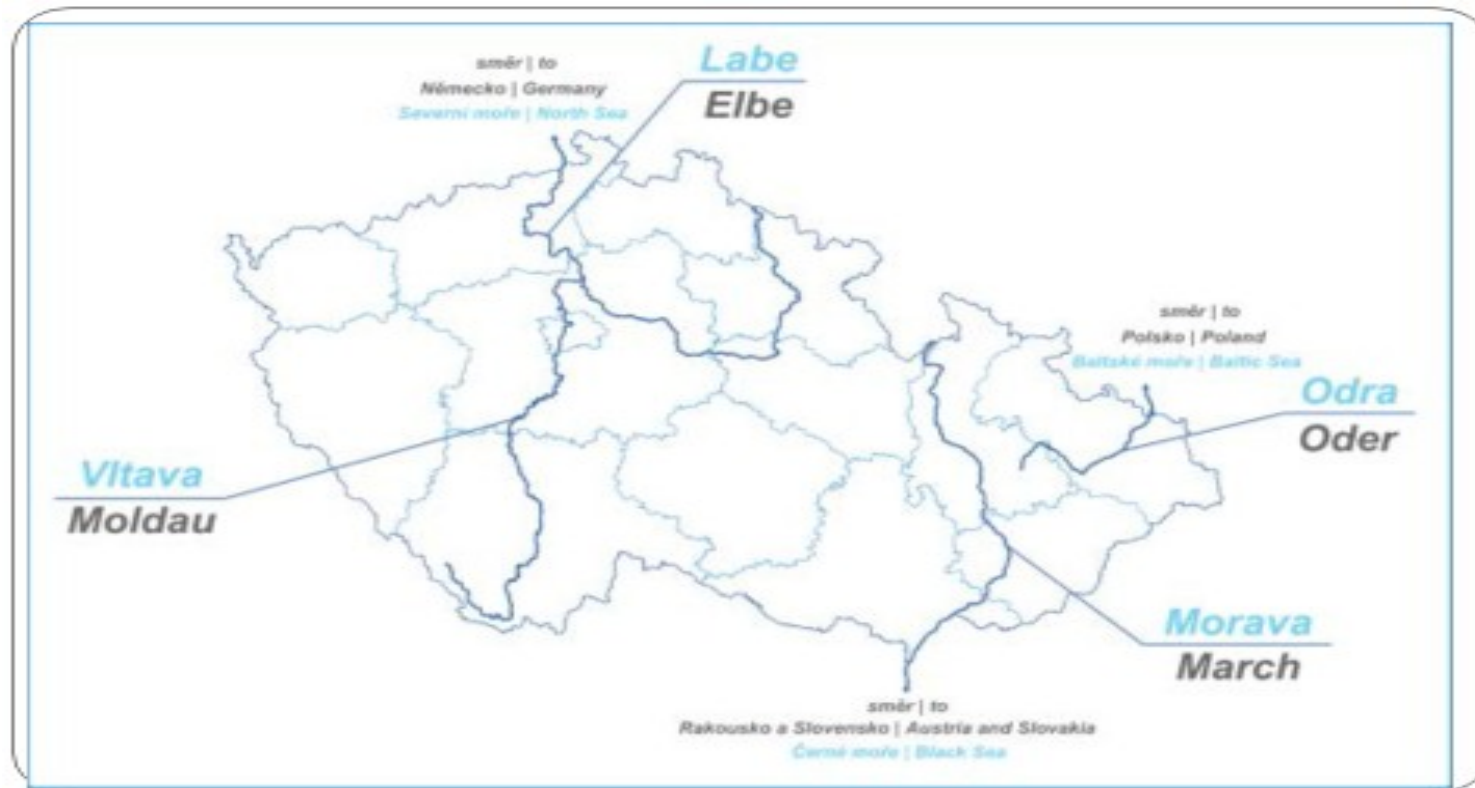 směr | to
Německo | Germany
Severní moře | North Sea
Labe
Elbe
směr | to
Polsko | Poland
Baltské moře | Baltic Sea
Odra
Oder
Vltava
Moldau
Morava
March
směr | to
Rakousko a Slovensko | Austria and Slovakia
Černé moře | Black Sea